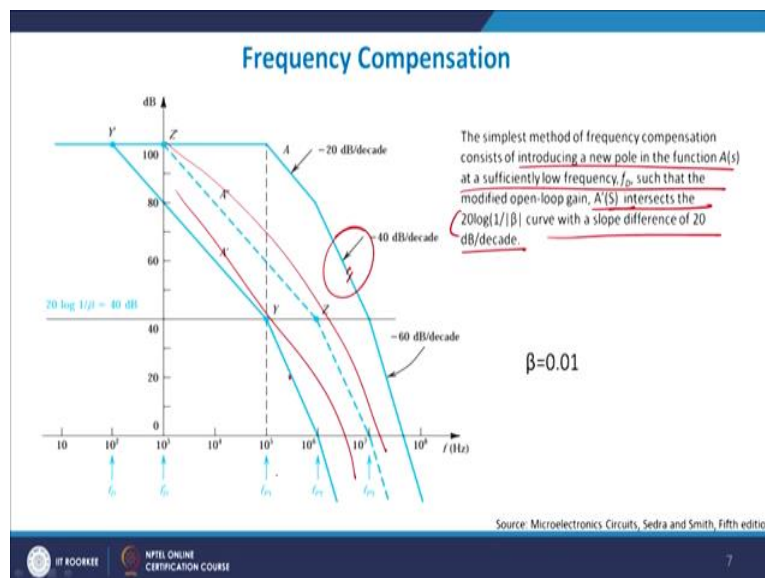 Frequency Compensation
dB
Y'
Z'
100
A
-20 dB/decade
The simplest method of frequency compensation
consists of introducing a new pole in the function A(s)
at a sufficiently low frequency, f_D, such that the
modified open-loop gain, A'(S) intersects the
20log(1/|β| curve with a slope difference of 20
dB/decade.
80
A''
-40 dB/decade
60
A'
20 log 1/β = 40 dB
Y
Z
40
-60 dB/decade
β=0.01
20
0
10
10²
10³
10⁴
10⁵
10⁶
10⁷
10⁸
f (Hz)
f_D
f_P1
f_P2
f_P3
Source: Microelectronics Circuits, Sedra and Smith, Fifth editio
IIT ROORKEE
NPTEL ONLINE
CERTIFICATION COURSE
7